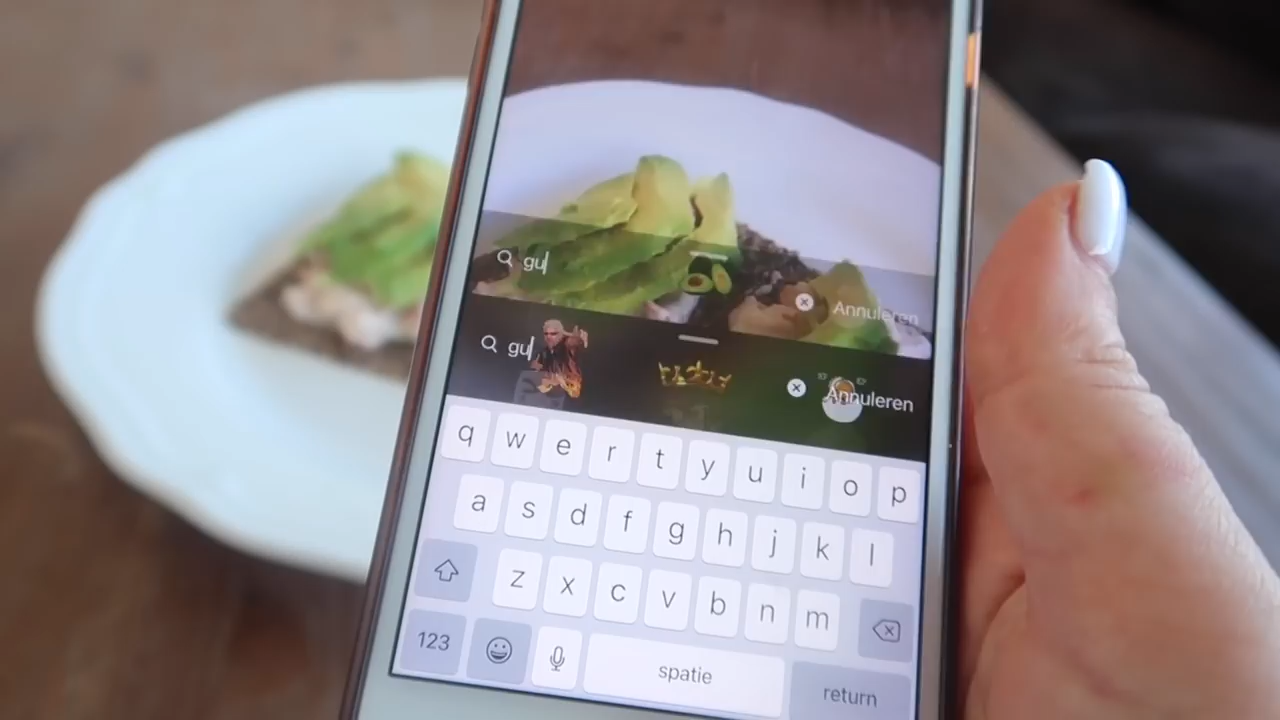 gu
Annuleren
gu
Annuleren
q w e r t y u i o p
a s d f g h j k l
z x c v b n m
123 spatie return